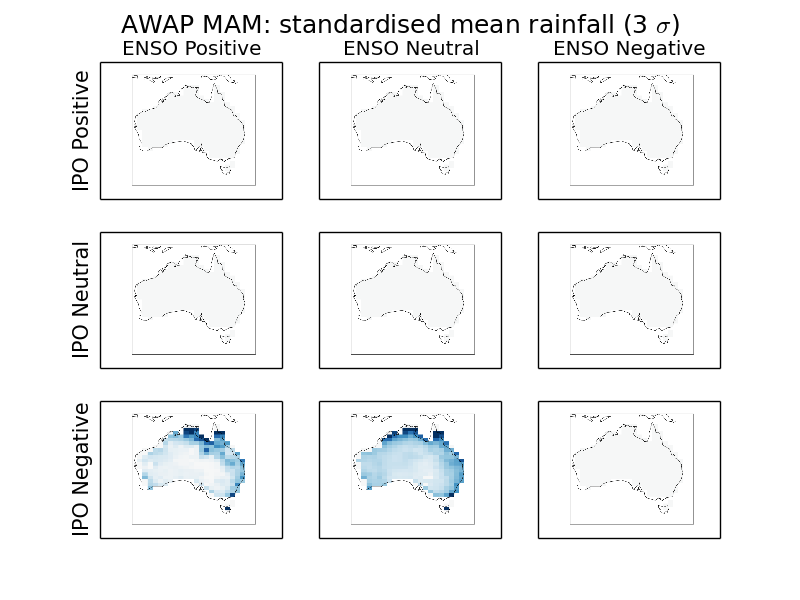 AWAP MAM: standardised mean rainfall (3 σ)
ENSO Positive ENSO Neutral ENSO Negative
IPO Positive
IPO Neutral
IPO Negative